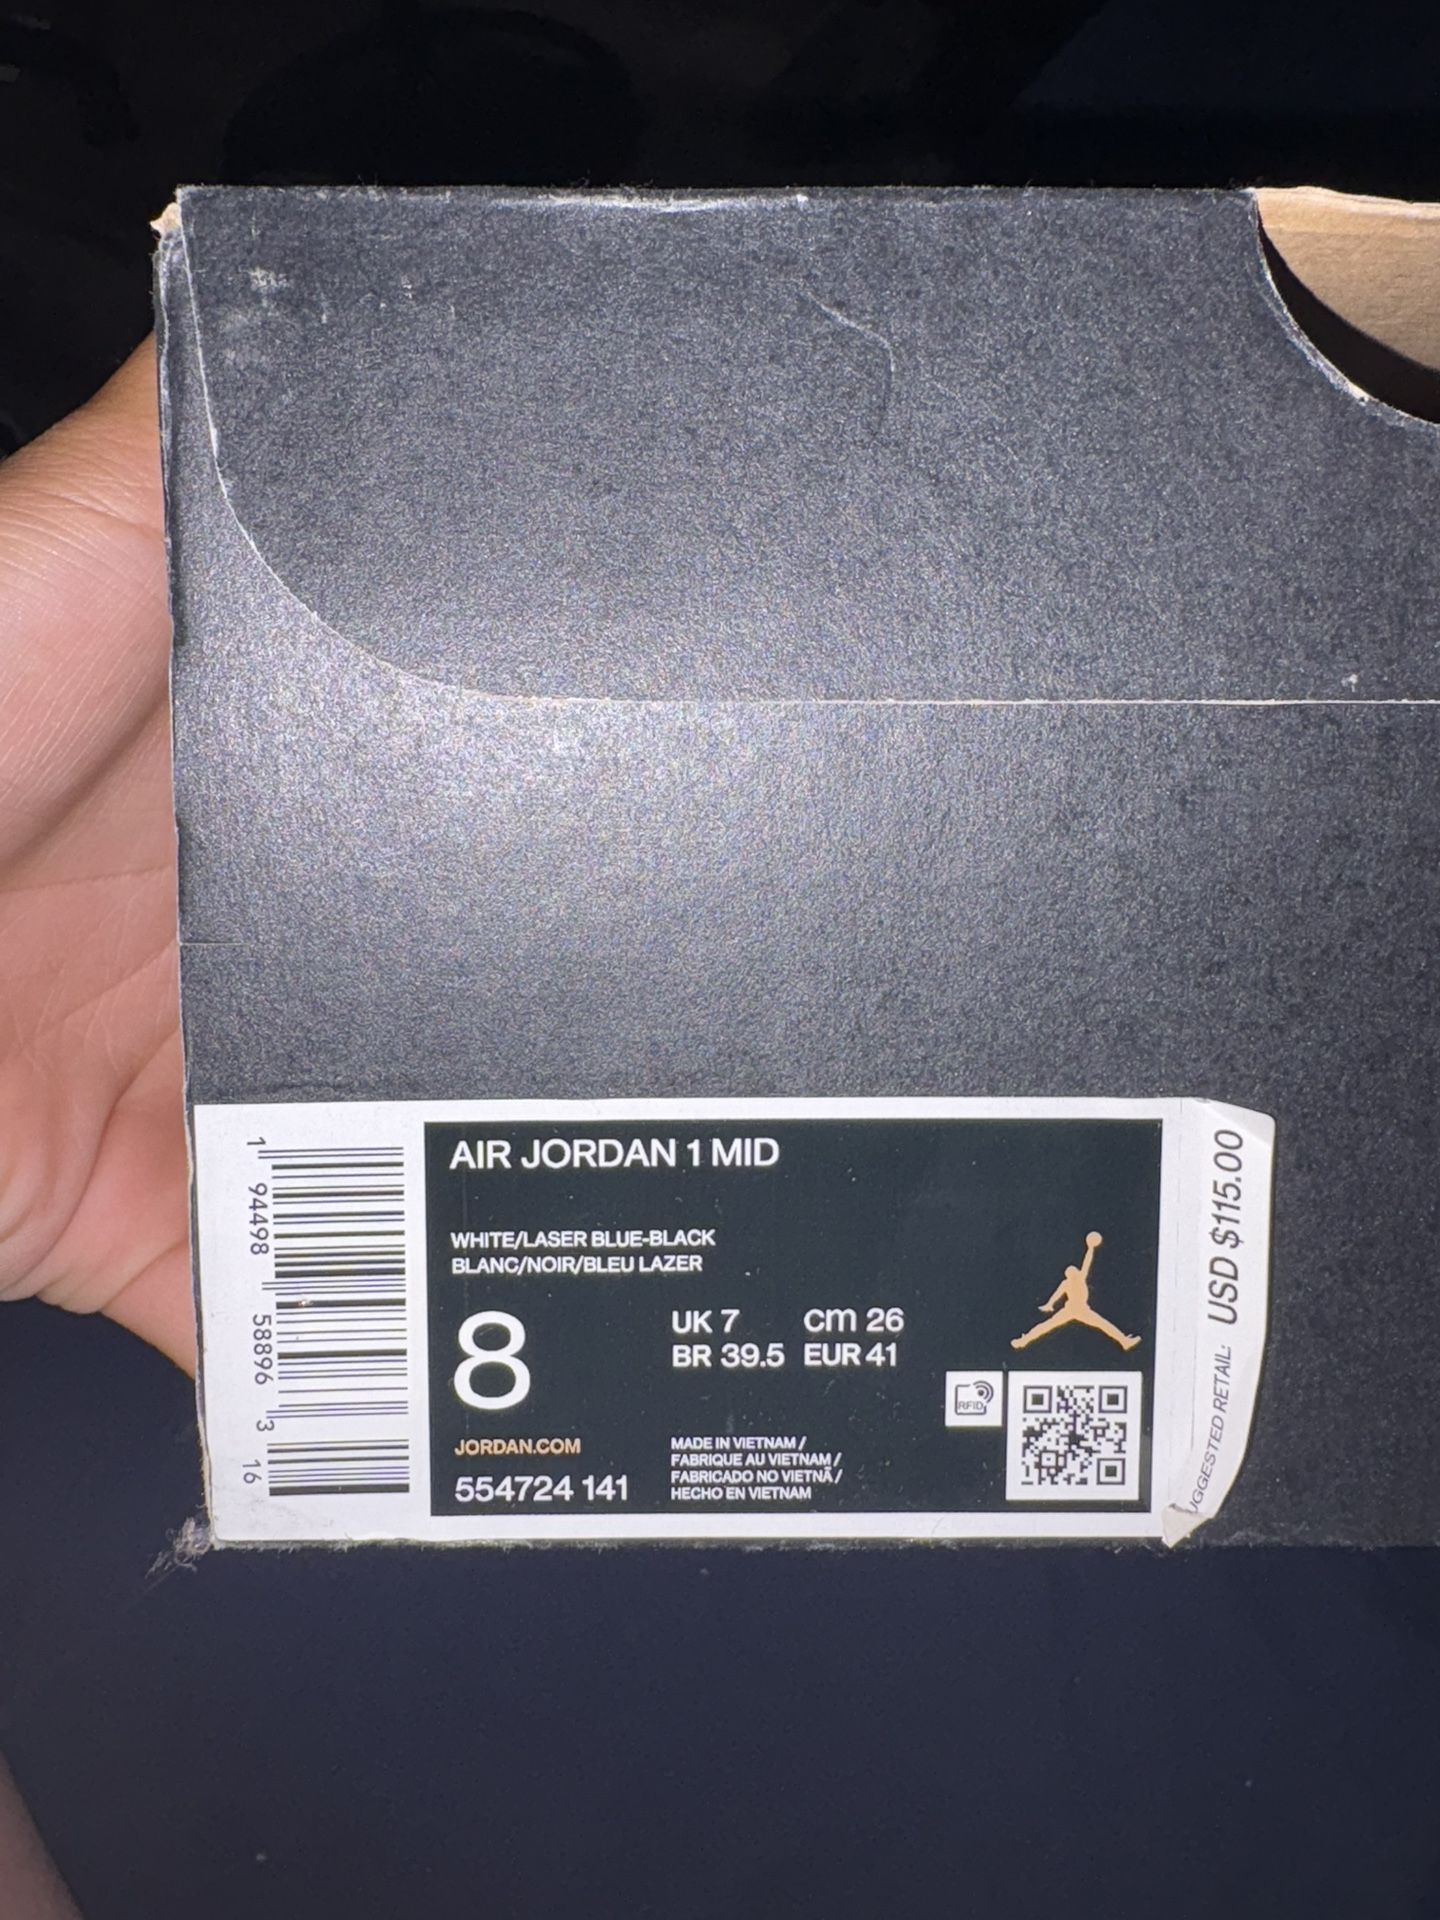 AIR JORDAN 1 MID
WHITE/LASER BLUE-BLACK
BLANC/NOIR/BLEU LAZER
8
UK 7 cm 26
BR 39.5 EUR 41
RFID
JORDAN.COM
554724 141
MADE IN VIETNAM /
FABRIQUE AU VIETNAM /
FABRICADO NO VIETNÃ /
HECHO EN VIETNAM
1 94498 58896 3 16
UGGESTED RETAIL: USD $115.00